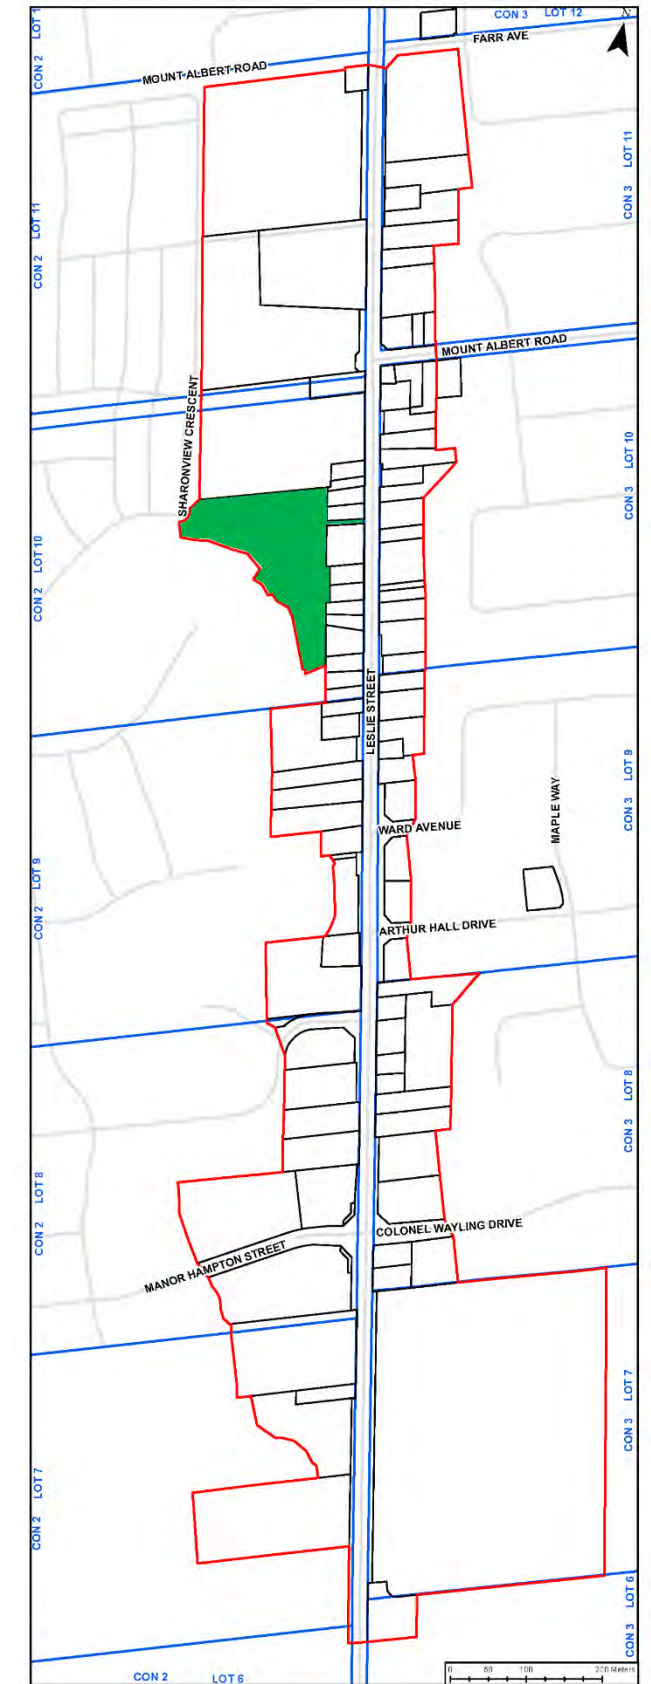 CON 3 LOT 12
N
LOT 1
CON 2
FARR AVE
MOUNT ALBERT ROAD
LOT 11
CON 3
LOT 11
CON 2
MOUNT ALBERT ROAD
SHARONVIEW CRESCENT
LOT 10
CON 3
LOT 10
CON 2
LESLIE STREET
LOT 9
CON 3
MAPLE WAY
WARD AVENUE
LOT 9
CON 2
ARTHUR HALL DRIVE
LOT 8
CON 3
LOT 8
CON 2
COLONEL WAYLING DRIVE
MANOR HAMPTON STREET
LOT 7
CON 3
LOT 7
CON 2
LOT 6
CON 3
CON 2 LOT 6
0 50 100 200 Meters